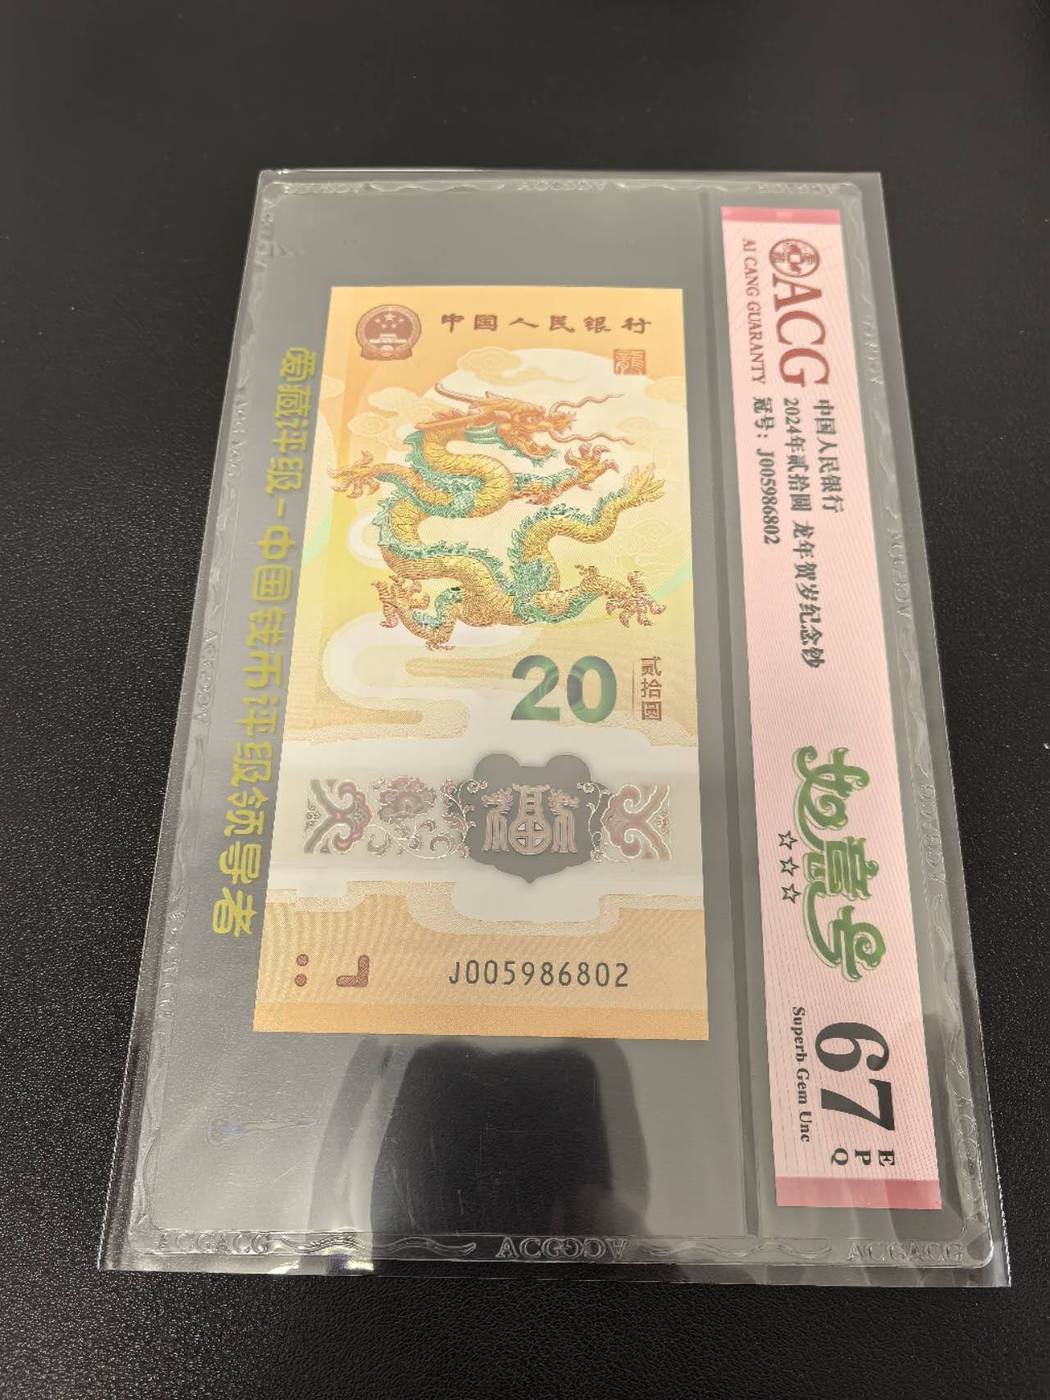 中国人民银行
20
贰拾圆
J005986802
ACG
AI CANG GUARANTY
中国人民银行
2024年贰拾圆 龙年贺岁纪念钞
冠号：J005986802
如意号
☆☆☆
67
EPQ
Superb Gem Unc
爱藏评级-中国钱币评级领导者
ACGACG
ACG
ACGACG